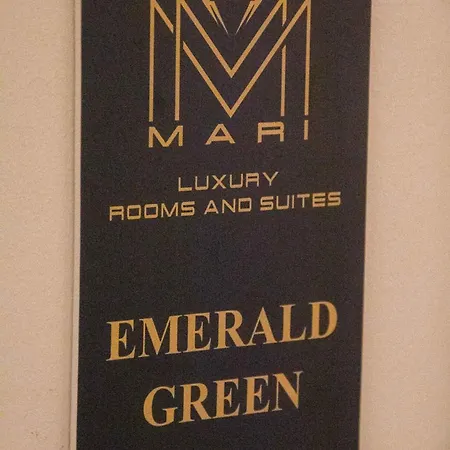 MARI
LUXURY
ROOMS AND SUITES
EMERALD
GREEN